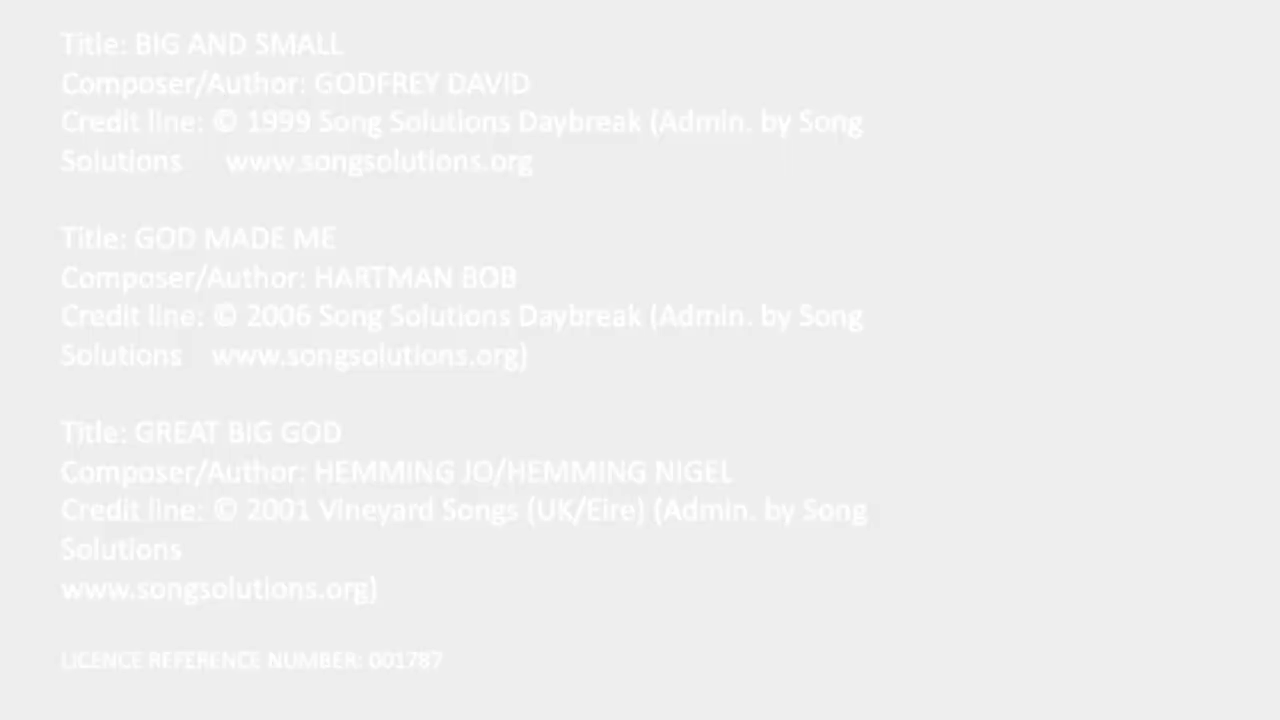 Title: BIG AND SMALL
Composer/Author: GODFREY DAVID
Credit line: © 1999 Song Solutions Daybreak (Admin. by Song
Solutions www.songsolutions.org
Title: GOD MADE ME
Composer/Author: HARTMAN BOB
Credit line: © 2006 Song Solutions Daybreak (Admin. by Song
Solutions www.songsolutions.org)
Title: GREAT BIG GOD
Composer/Author: HEMMING JO/HEMMING NIGEL
Credit line: © 2001 Vineyard Songs (UK/Eire) (Admin. by Song
Solutions
www.songsolutions.org)
LICENCE REFERENCE NUMBER: 001787